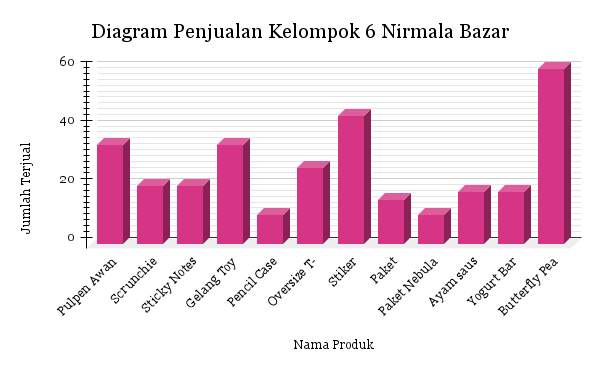 Diagram Penjualan Kelompok 6 Nirmala Bazar
60
40
20
0
Jumlah Terjual
Pulpen Awan
Scrunchie
Sticky Notes
Gelang Toy
Pencil Case
Oversize T-
Stiker
Paket
Paket Nebula
Ayam saus
Yogurt Bar
Butterfly Pea
Nama Produk